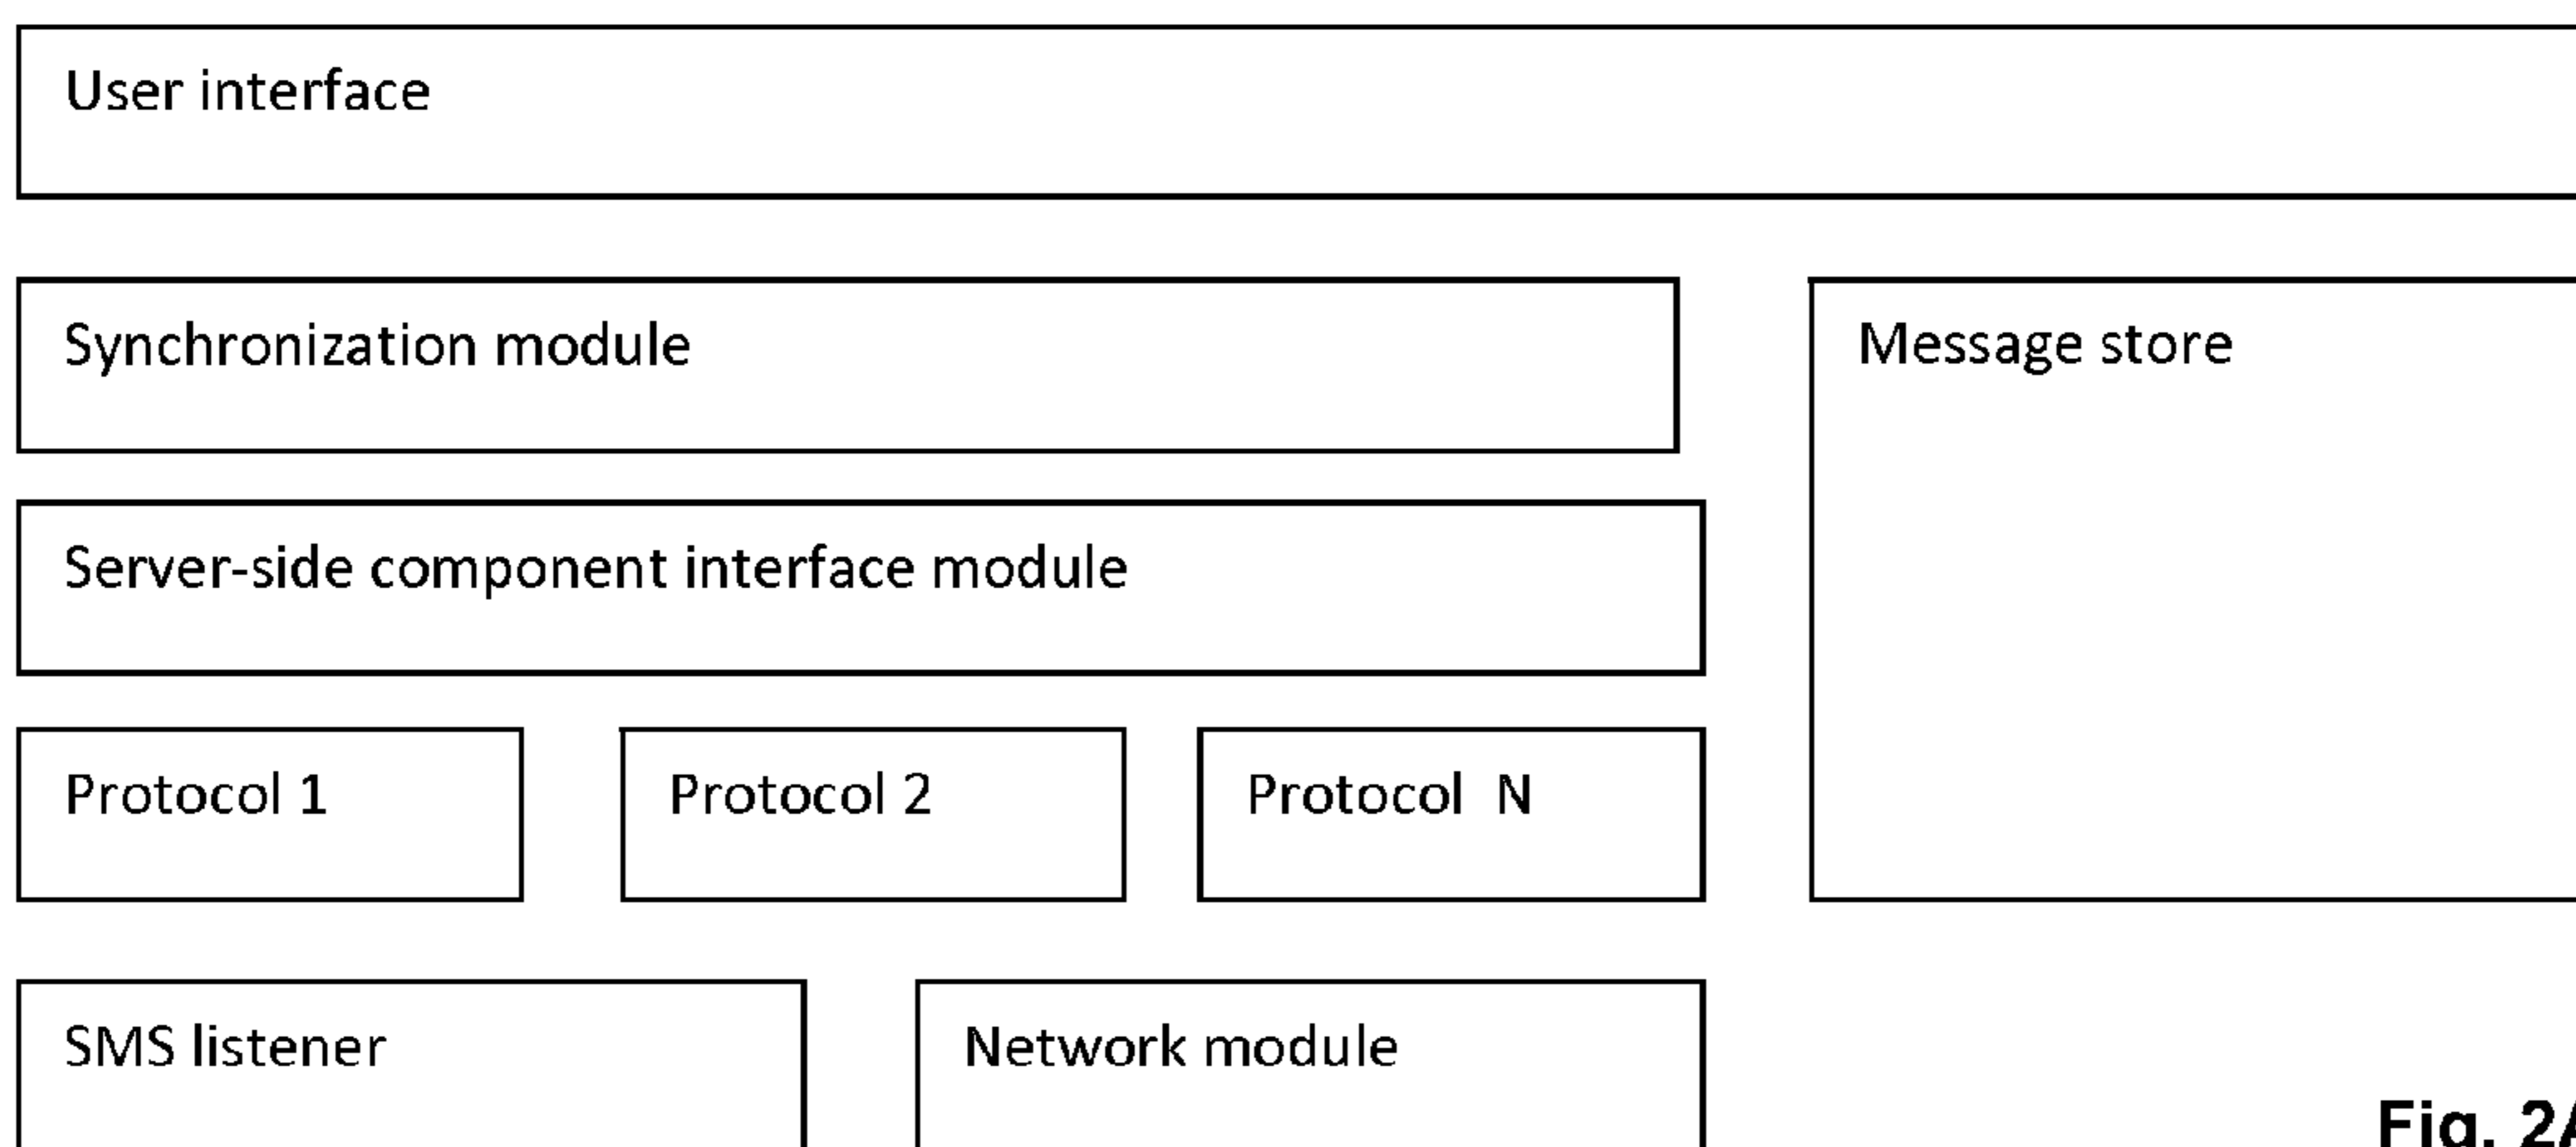 User interface
Synchronization module
Message store
Server-side component interface module
Protocol 1
Protocol 2
Protocol  N
SMS listener
Network module
Fig.